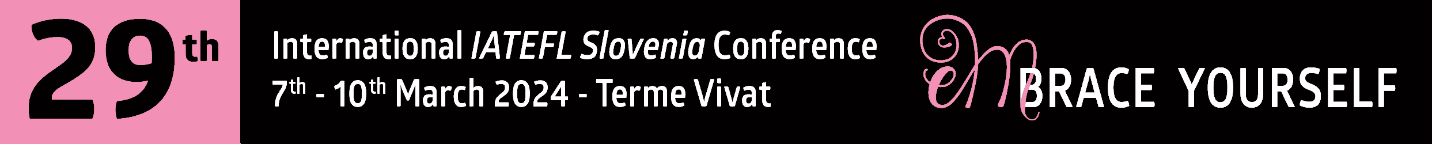 29th
International IATEFL Slovenia Conference
7th - 10th March 2024 - Terme Vivat
eMBRACE YOURSELF